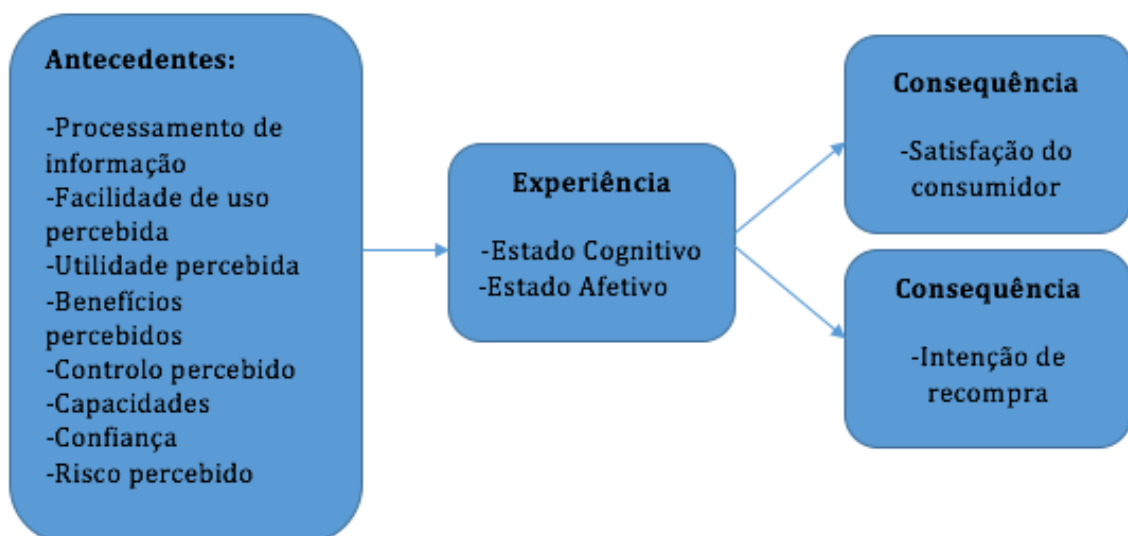 Antecedentes:
-Processamento de
informação
-Facilidade de uso
percebida
-Utilidade percebida
-Benefícios
percebidos
-Controlo percebido
-Capacidades
-Confiança
-Risco percebido
Experiência
-Estado Cognitivo
-Estado Afetivo
Consequência
-Satisfação do
consumidor
Consequência
-Intenção de
recompra